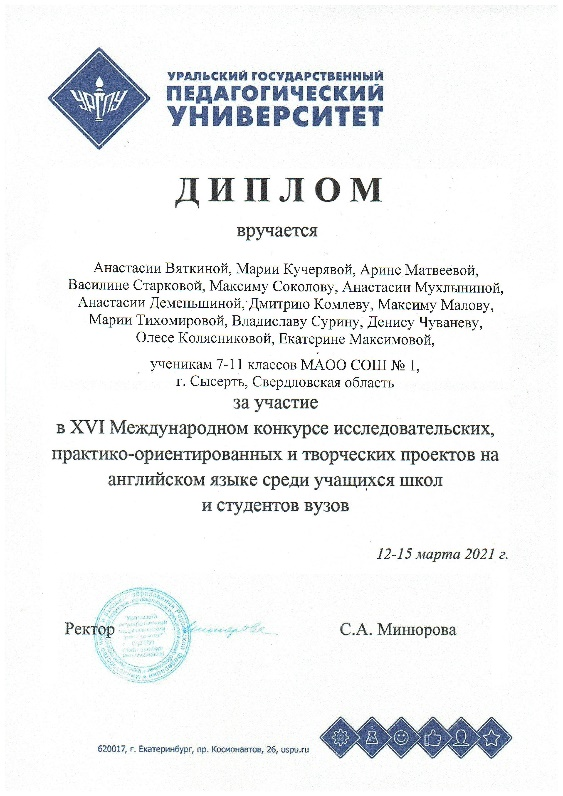 УрГПУ
УРАЛЬСКИЙ ГОСУДАРСТВЕННЫЙ
ПЕДАГОГИЧЕСКИЙ
УНИВЕРСИТЕТ
ДИПЛОМ
вручается
Анастасии Вяткиной, Марии Кучерявой, Арине Матвеевой,
Василине Старковой, Максиму Соколову, Анастасии Мухлыниной,
Анастасии Деменьшиной, Дмитрию Комлеву, Максиму Малову,
Марии Тихомировой, Владиславу Сурину, Денису Чуваневу,
Олесе Колясниковой, Екатерине Максимовой,
ученикам 7-11 классов МАОО СОШ № 1,
г. Сысерть, Свердловская область
за участие
в XVI Международном конкурсе исследовательских,
практико-ориентированных и творческих проектов на
английском языке среди учащихся школ
и студентов вузов
12-15 марта 2021 г.
Ректор
С.А. Минюрова
620017, г. Екатеринбург, пр. Космонавтов, 26, uspu.ru